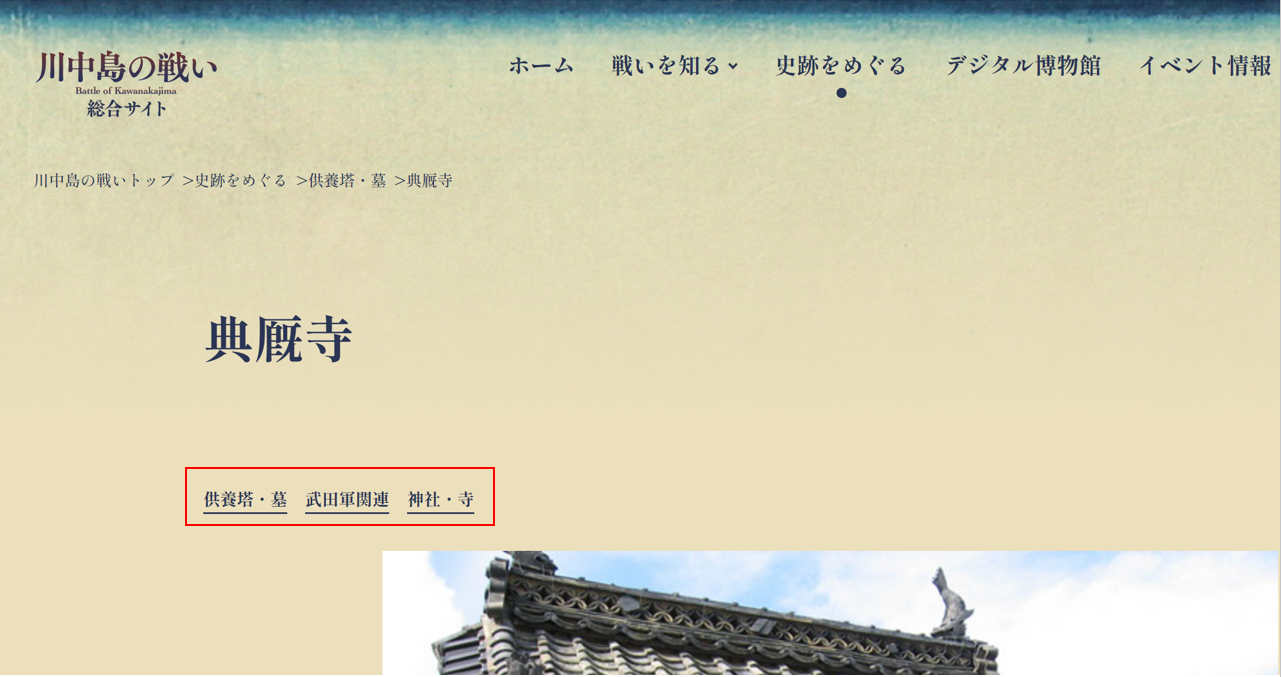 川中島の戦い
Battle of Kawanakajima
総合サイト
ホーム 戦いを知る 史跡をめぐる デジタル博物館 イベント情報
川中島の戦いトップ >史跡をめぐる >供養塔・墓 >典厩寺
典厩寺
供養塔・墓 武田軍関連 神社・寺